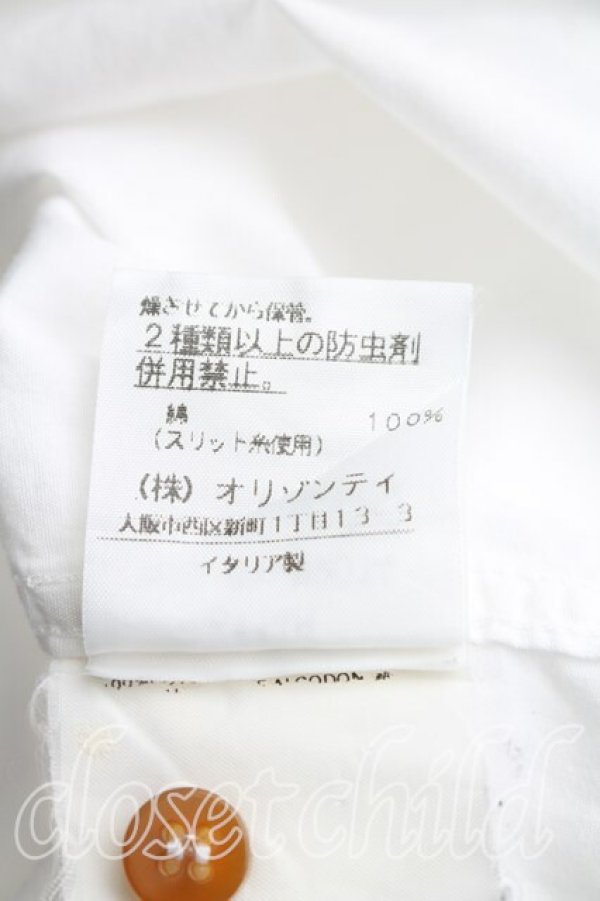 燥させてから保管。
2種類以上の防虫剤
併用禁止。
綿 100%
(スリット糸使用)
(株)オリゾンティ
大阪市西区新町1丁目13 3
イタリア製
ALGODON
closet child